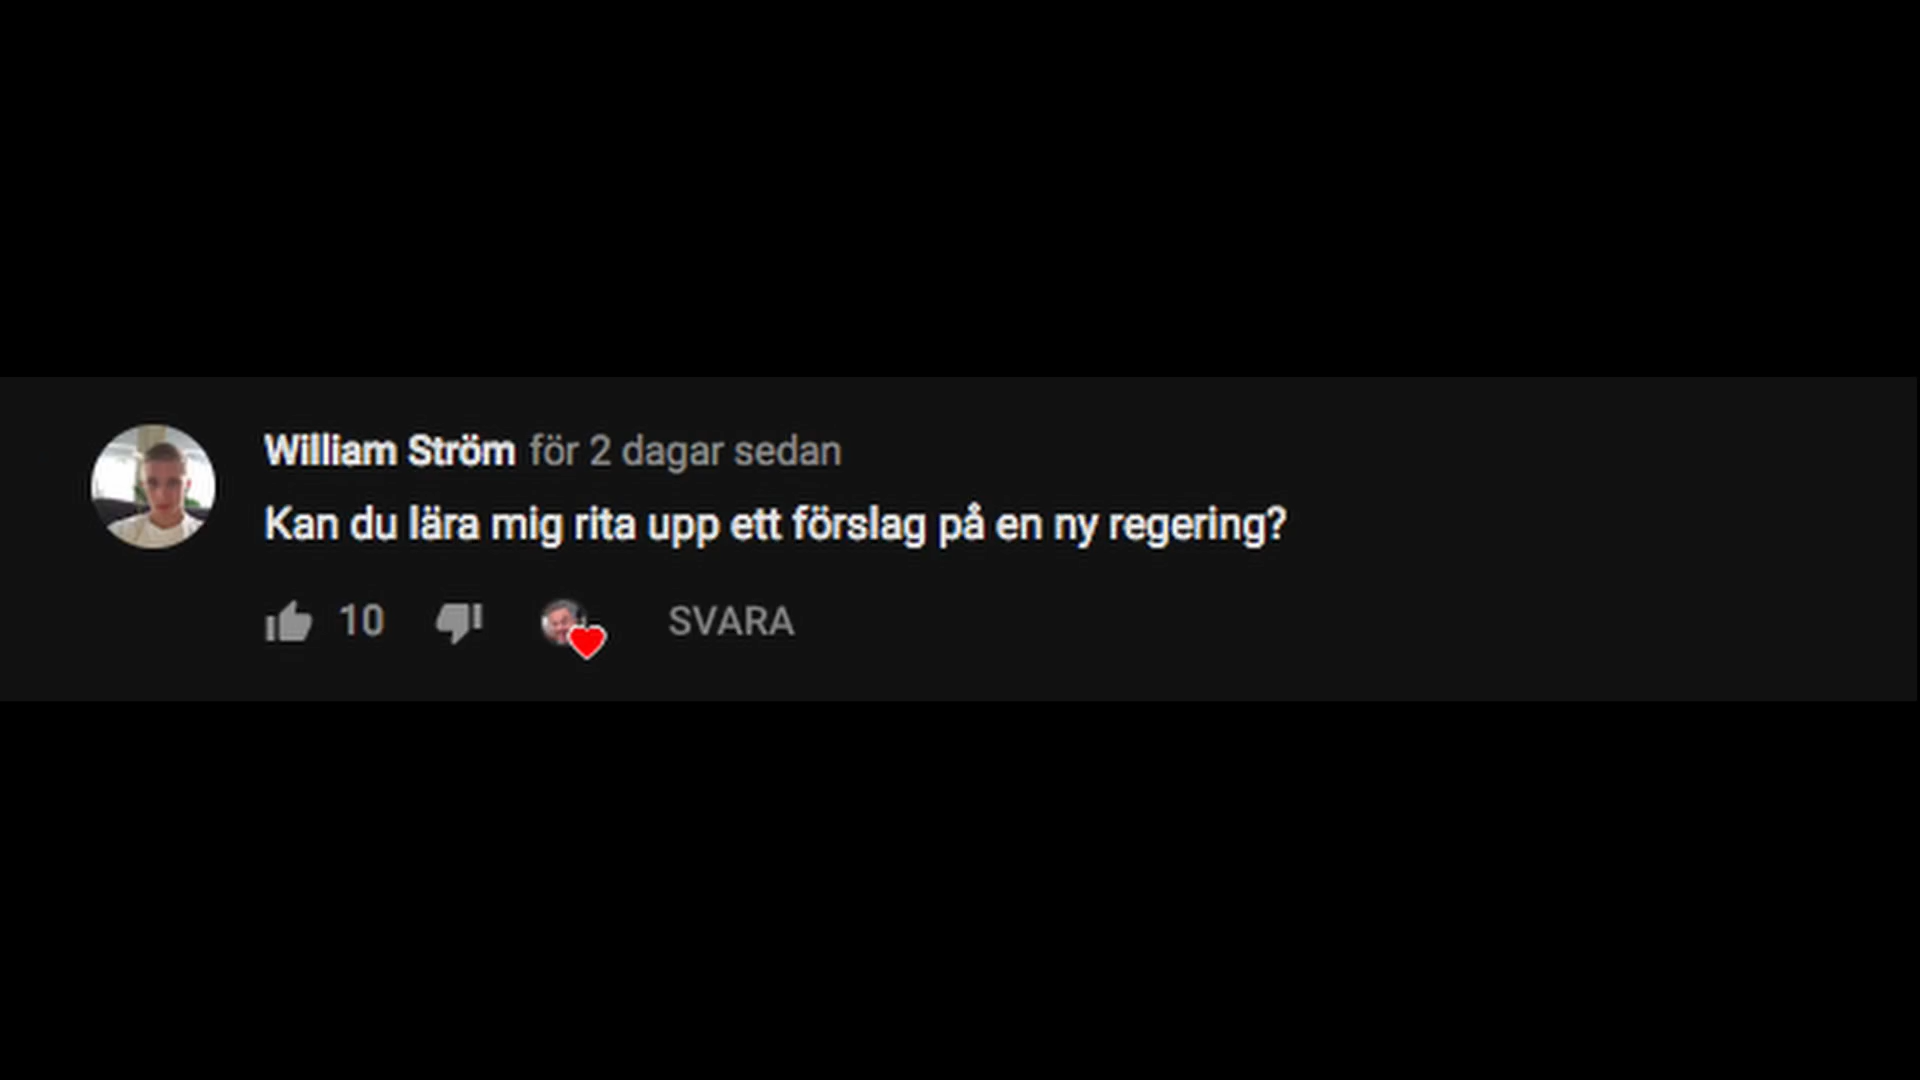 William Ström för 2 dagar sedan
Kan du lära mig rita upp ett förslag på en ny regering?
10 SVARA